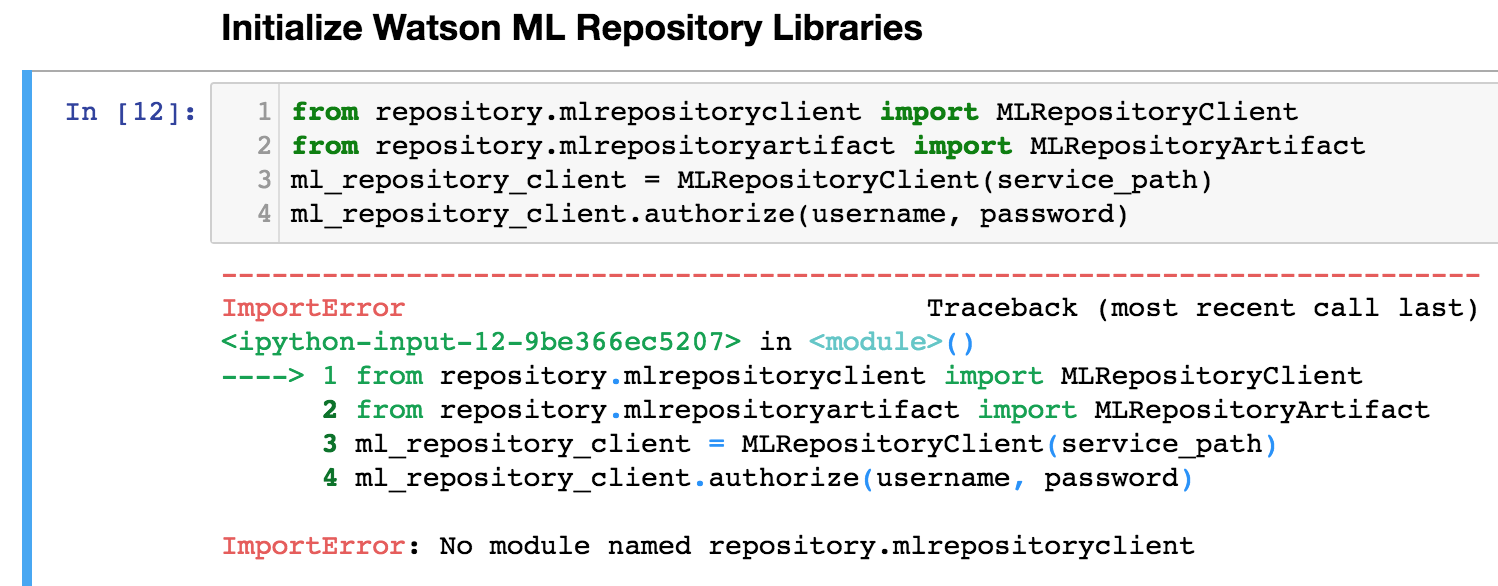 Initialize Watson ML Repository Libraries
In [12]:
1 from repository.mlrepositoryclient import MLRepositoryClient
2 from repository.mlrepositoryartifact import MLRepositoryArtifact
3 ml_repository_client = MLRepositoryClient(service_path)
4 ml_repository_client.authorize(username, password)
---------------------------------------------------------------------------
ImportError Traceback (most recent call last)
<ipython-input-12-9be366ec5207> in <module>()
----> 1 from repository.mlrepositoryclient import MLRepositoryClient
2 from repository.mlrepositoryartifact import MLRepositoryArtifact
3 ml_repository_client = MLRepositoryClient(service_path)
4 ml_repository_client.authorize(username, password)
ImportError: No module named repository.mlrepositoryclient